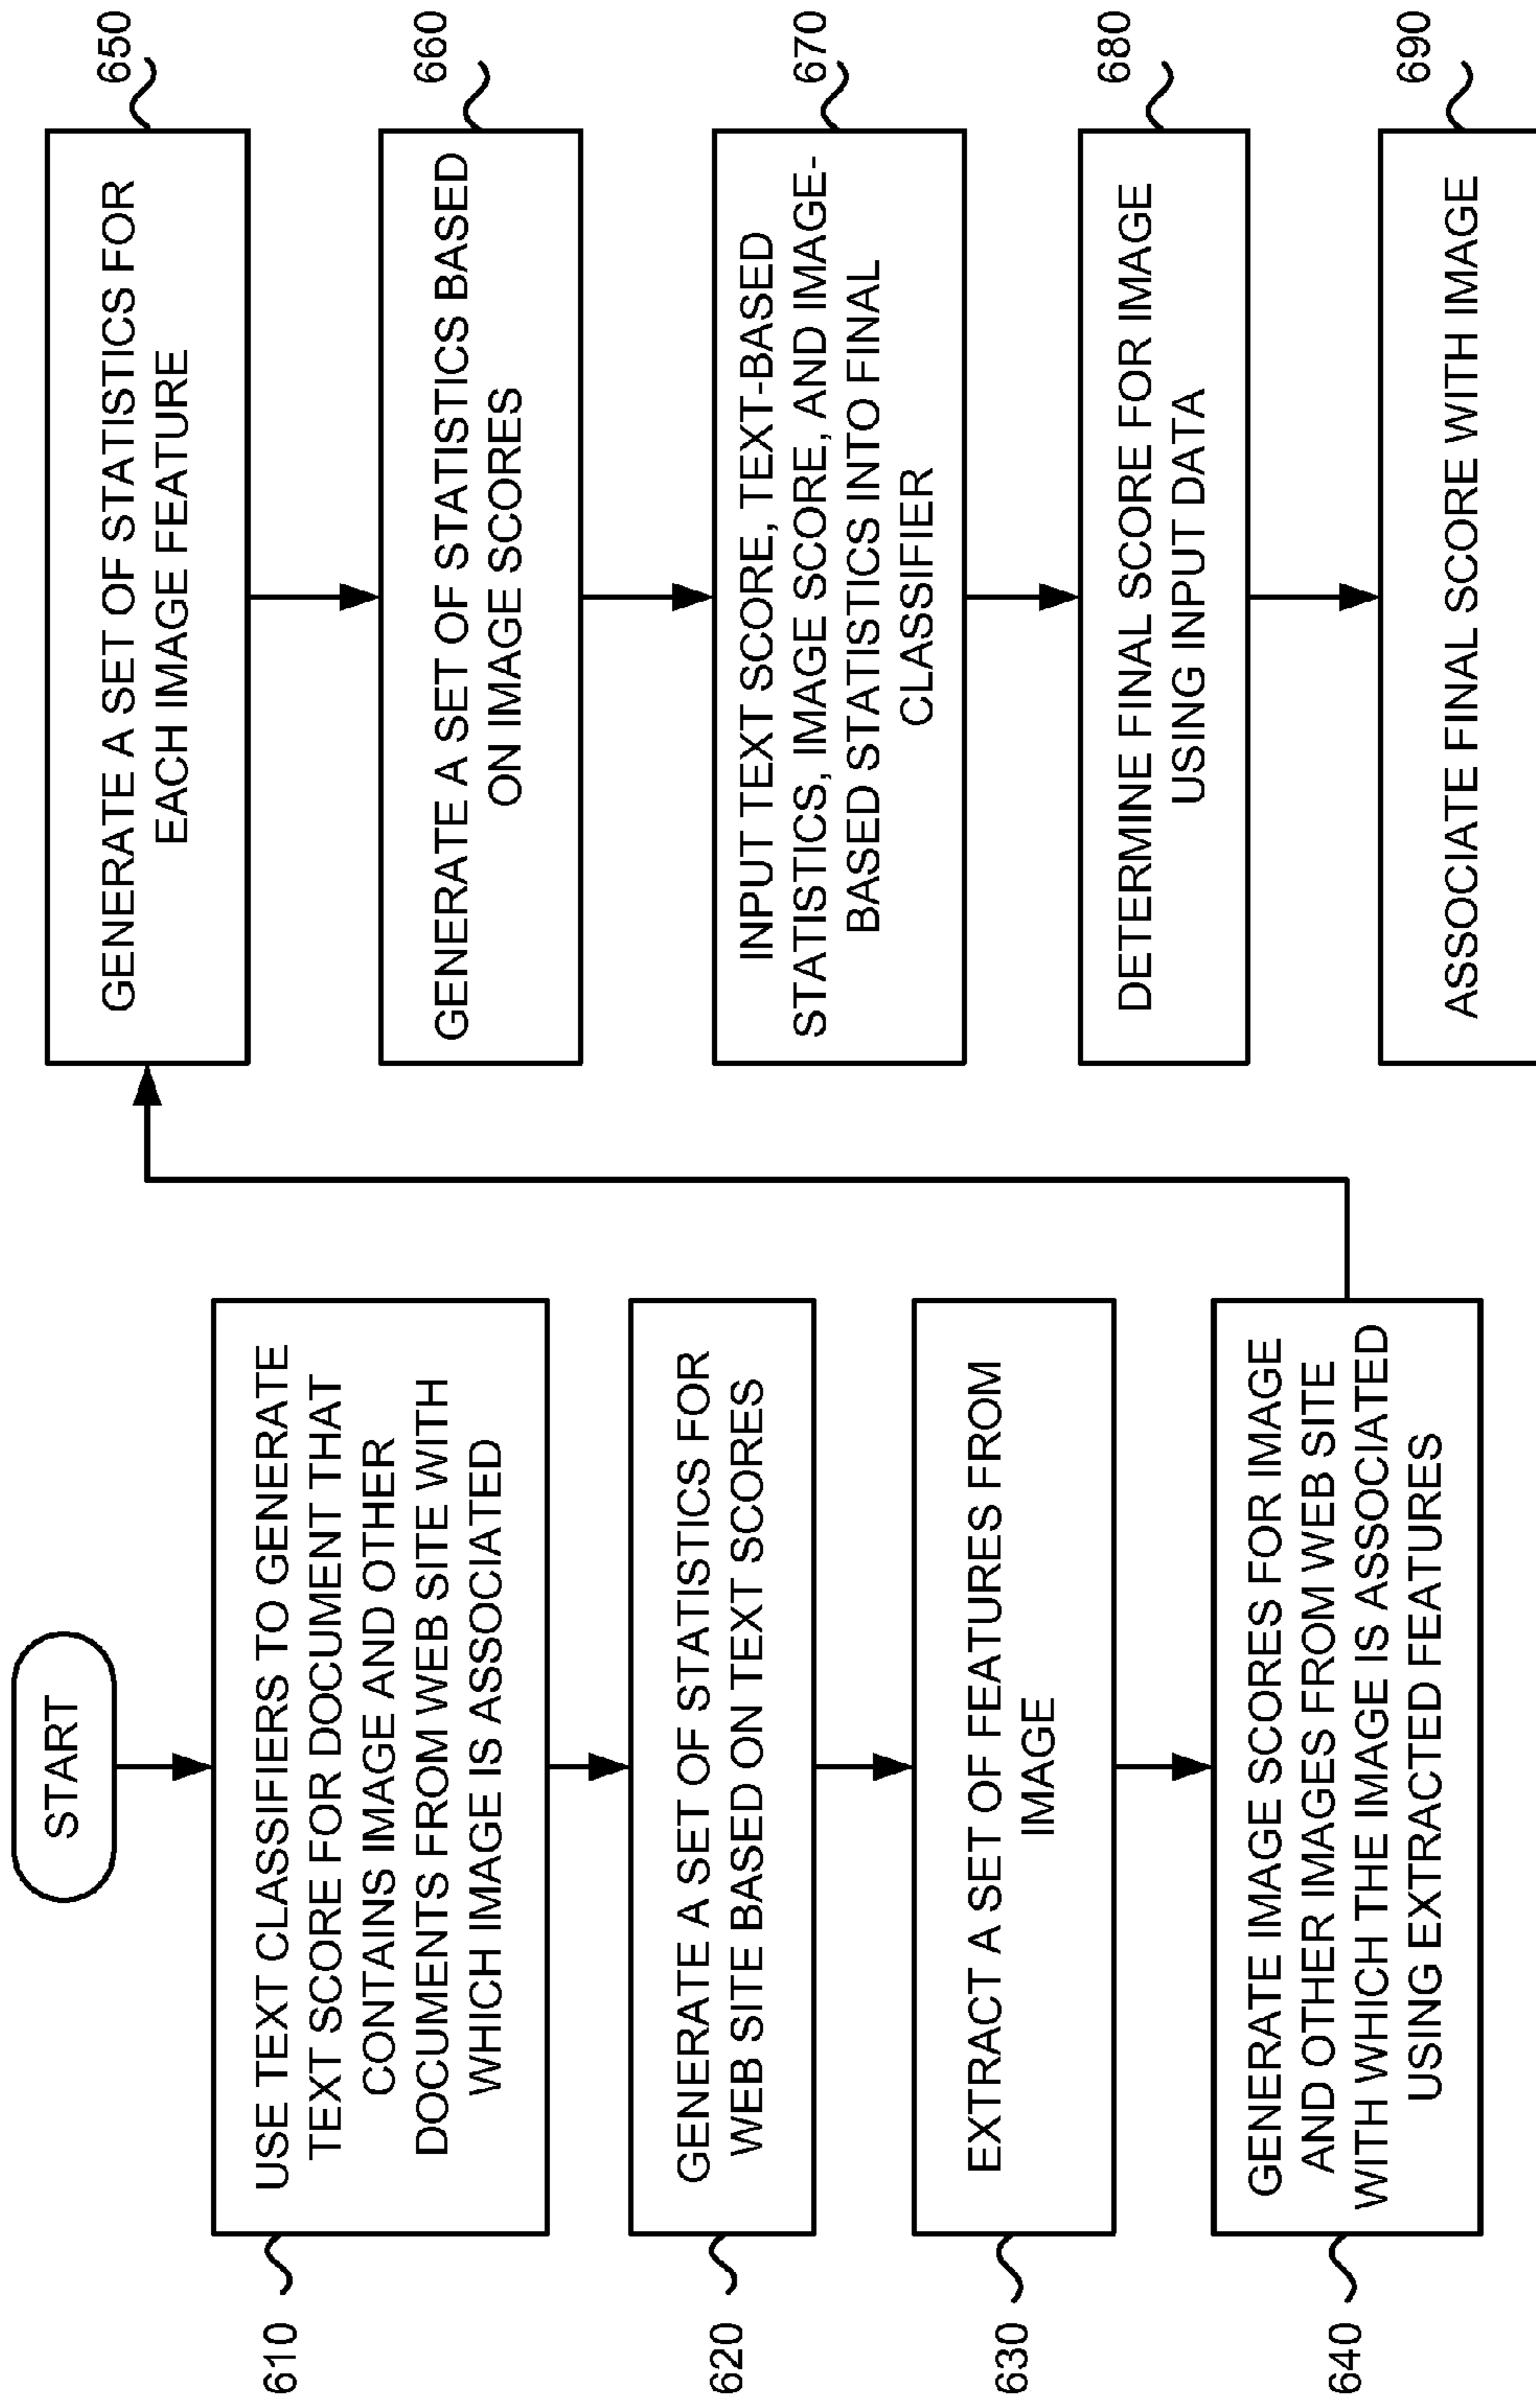 START
610
USE TEXT CLASSIFIERS TO GENERATE
TEXT SCORE FOR DOCUMENT THAT
CONTAINS IMAGE AND OTHER
DOCUMENTS FROM WEB SITE WITH
WHICH IMAGE IS ASSOCIATED
620
GENERATE A SET OF STATISTICS FOR
WEB SITE BASED ON TEXT SCORES
630
EXTRACT A SET OF FEATURES FROM
IMAGE
640
GENERATE IMAGE SCORES FOR IMAGE
AND OTHER IMAGES FROM WEB SITE
WITH WHICH THE IMAGE IS ASSOCIATED
USING EXTRACTED FEATURES
650
GENERATE A SET OF STATISTICS FOR
EACH IMAGE FEATURE
660
GENERATE A SET OF STATISTICS BASED
ON IMAGE SCORES
670
INPUT TEXT SCORE, TEXT-BASED
STATISTICS, IMAGE SCORE, AND IMAGE-
BASED STATISTICS INTO FINAL
CLASSIFIER
680
DETERMINE FINAL SCORE FOR IMAGE
USING INPUT DATA
690
ASSOCIATE FINAL SCORE WITH IMAGE